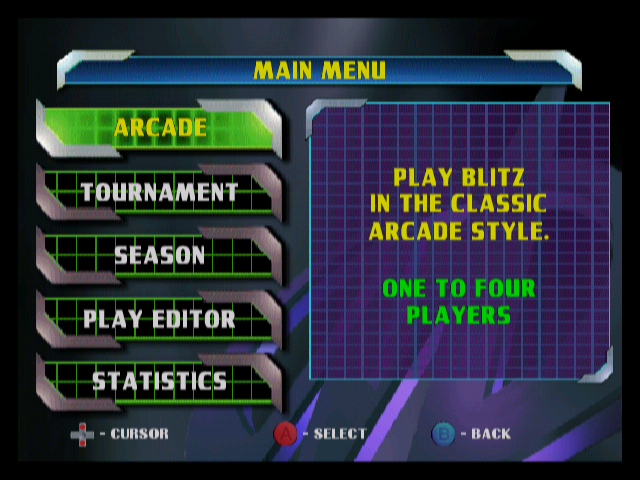 MAIN MENU
ARCADE
TOURNAMENT
SEASON
PLAY EDITOR
STATISTICS
PLAY BLITZ
IN THE CLASSIC
ARCADE STYLE.
ONE TO FOUR
PLAYERS
- CURSOR
A - SELECT
B - BACK